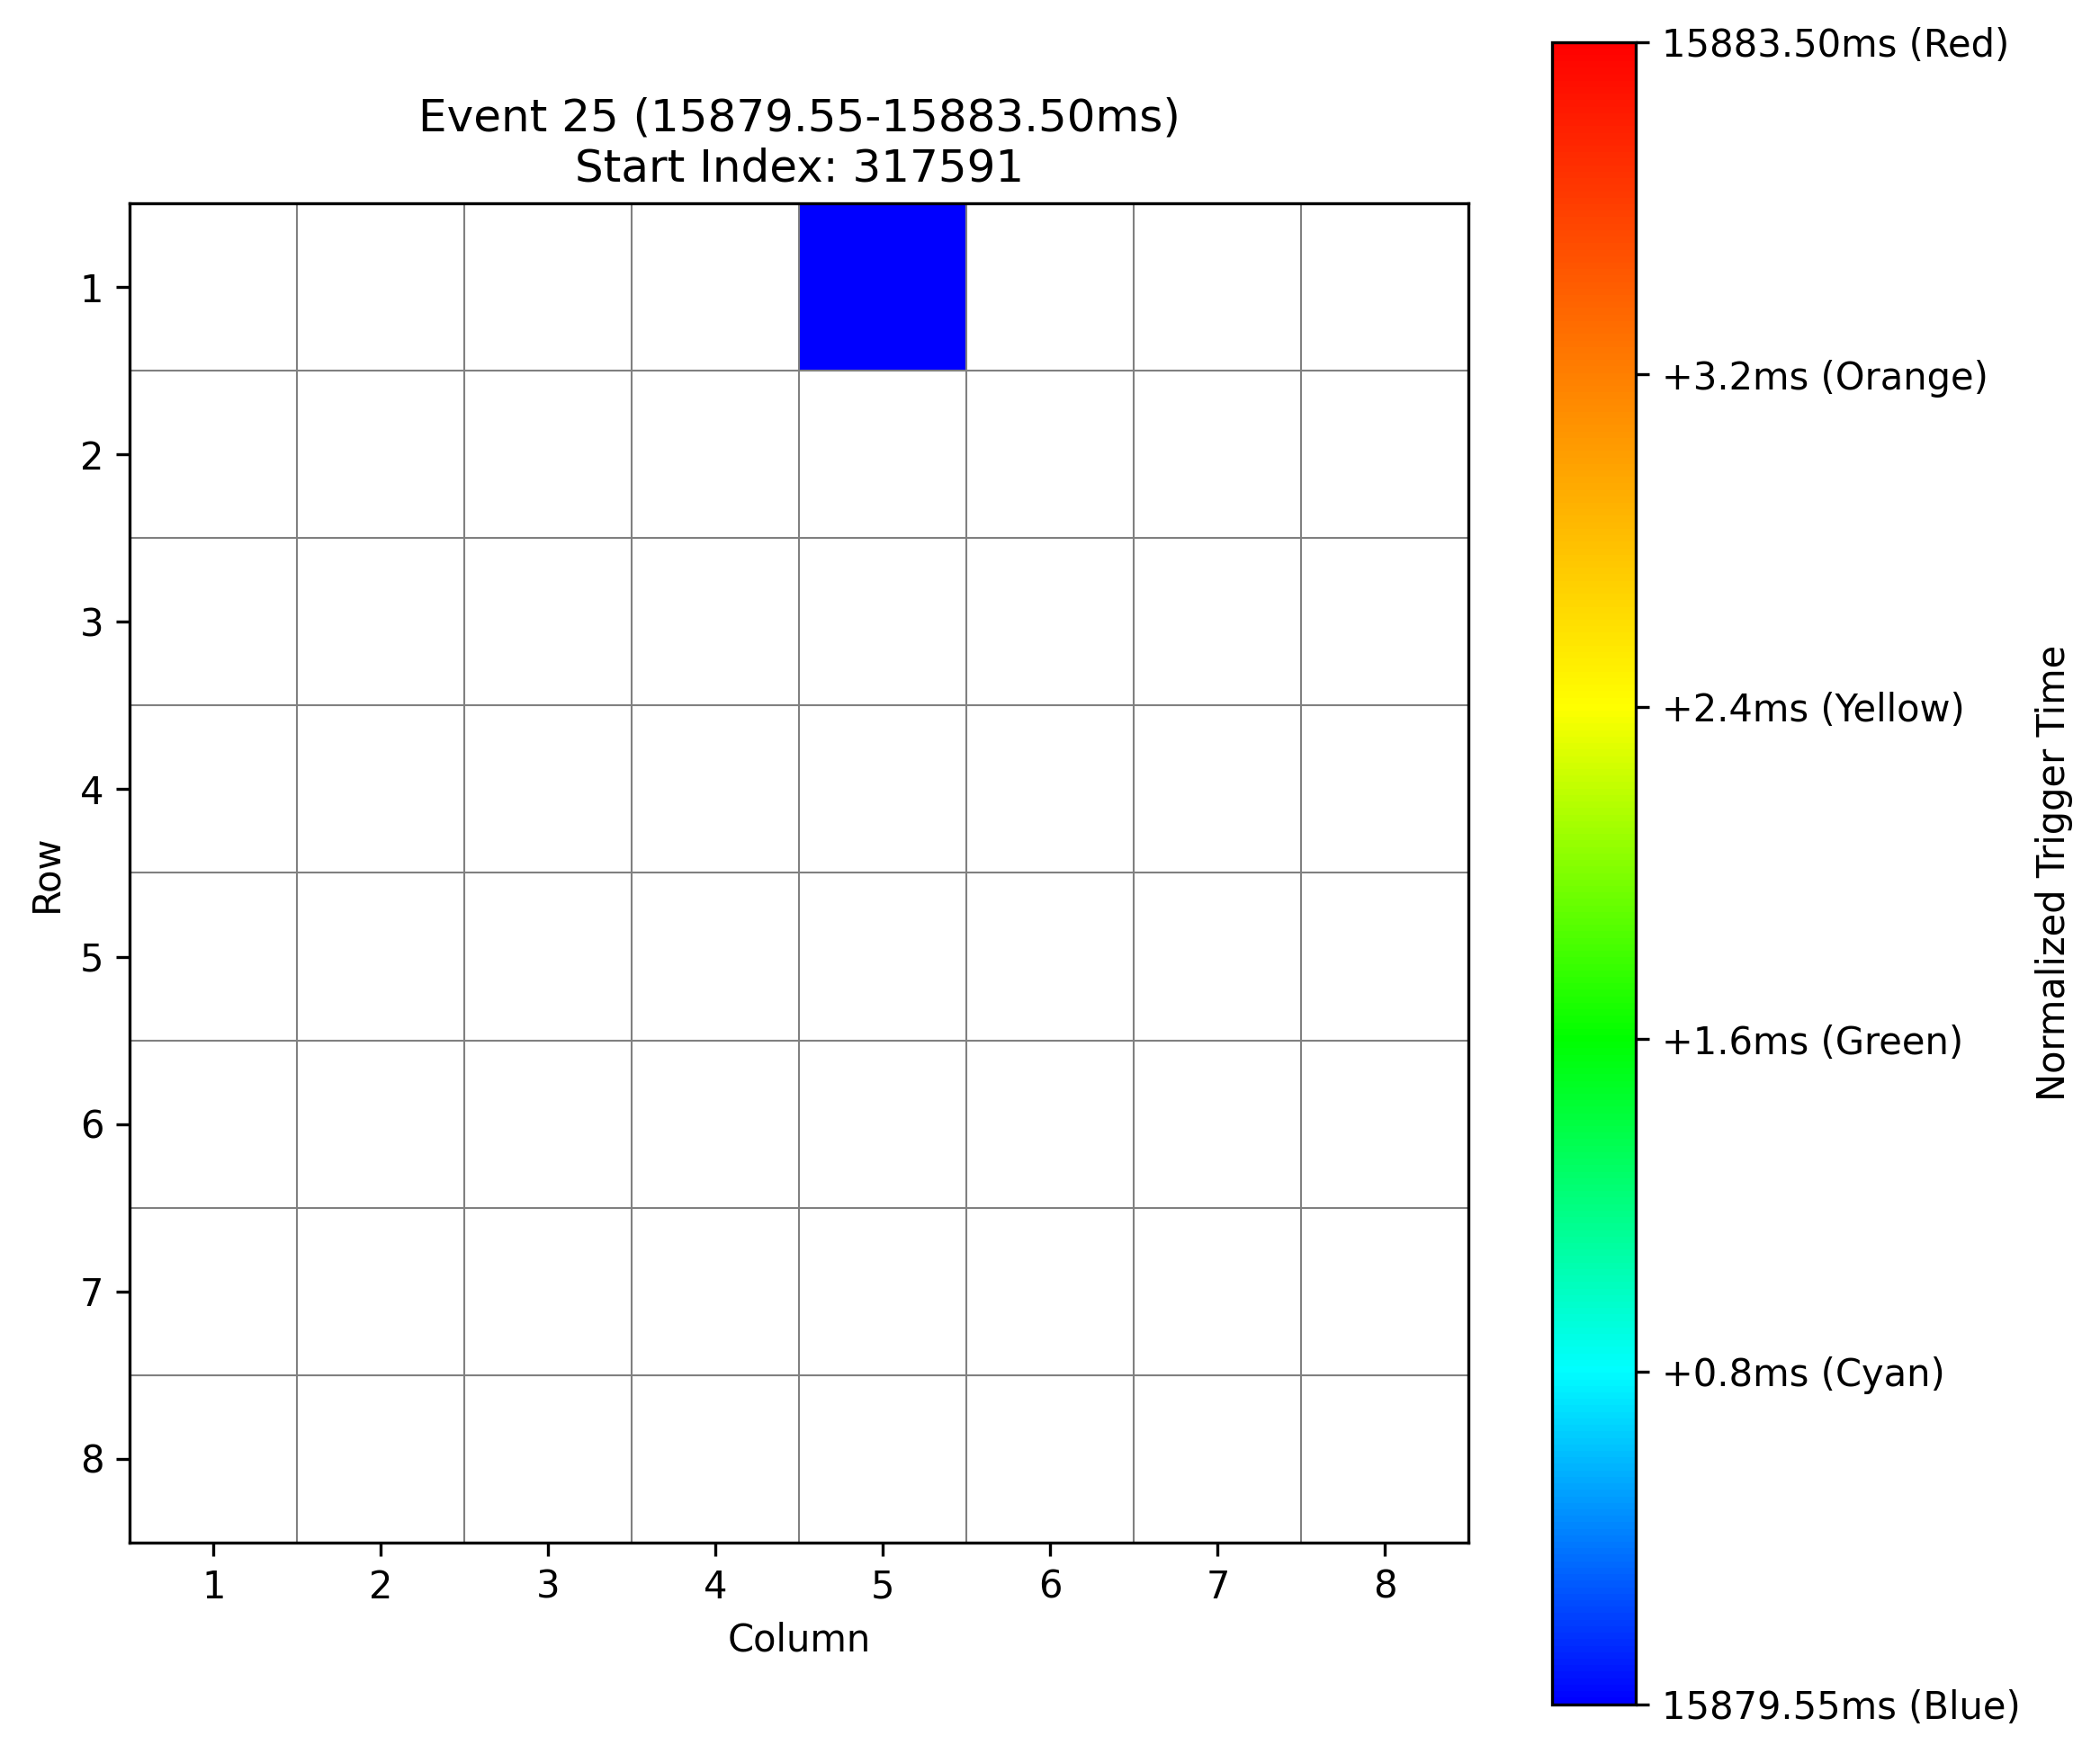 Event 25 (15879.55-15883.50ms)
Start Index: 317591
Row
1
2
3
4
5
6
7
8
1 2 3 4 5 6 7 8
Column
15883.50ms (Red)
+3.2ms (Orange)
+2.4ms (Yellow)
+1.6ms (Green)
+0.8ms (Cyan)
15879.55ms (Blue)
Normalized Trigger Time